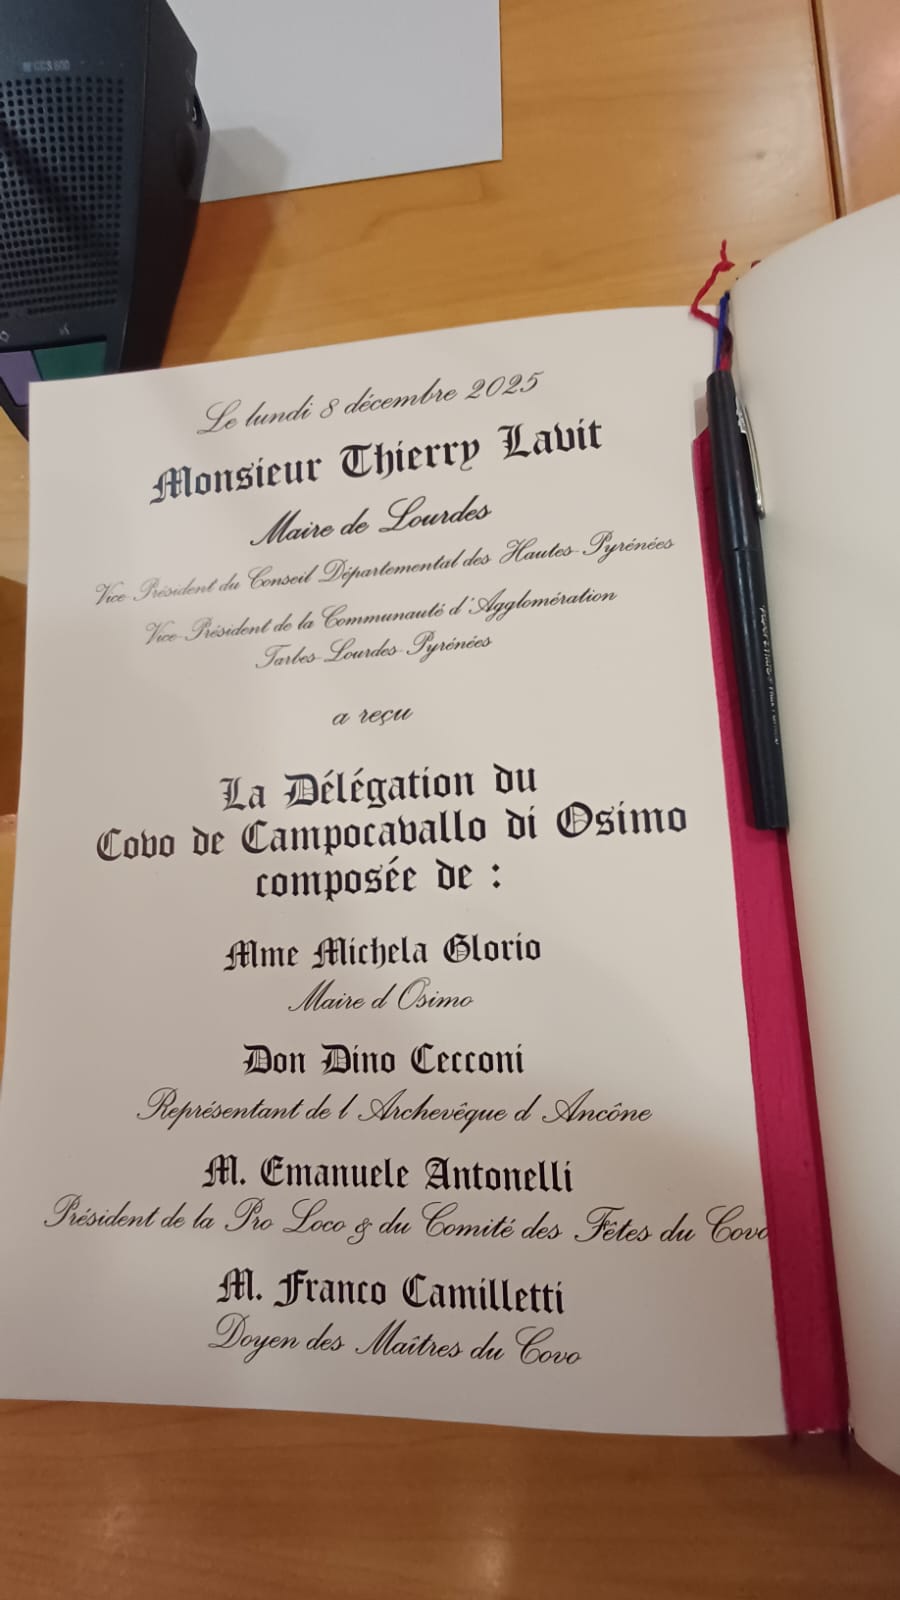 Le lundi 8 décembre 2025
Monsieur Thierry Lavit
Maire de Lourdes
Vice-Président du Conseil Départemental des Hautes-Pyrénées
Vice-Président de la Communauté d'Agglomération
Tarbes-Lourdes-Pyrénées
a reçu
La Délégation du
Covo de Campocavallo di Osimo
composée de :
Mme Michela Glorio
Maire d Osimo
Don Dino Cecconi
Représentant de l Archevêque d Ancône
M. Emanuele Antonelli
Président de la Pro Loco & du Comité des Fêtes du Covo
M. Franco Camilletti
Doyen des Maîtres du Covo